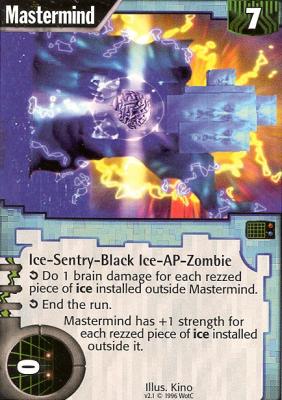 Mastermind
7
Ice-Sentry-Black Ice-AP-Zombie
Do 1 brain damage for each rezzed
piece of ice installed outside Mastermind.
End the run.
Mastermind has +1 strength for
each rezzed piece of ice installed
outside it.
0
Illus. Kino
v2.1 © 1996 WotC